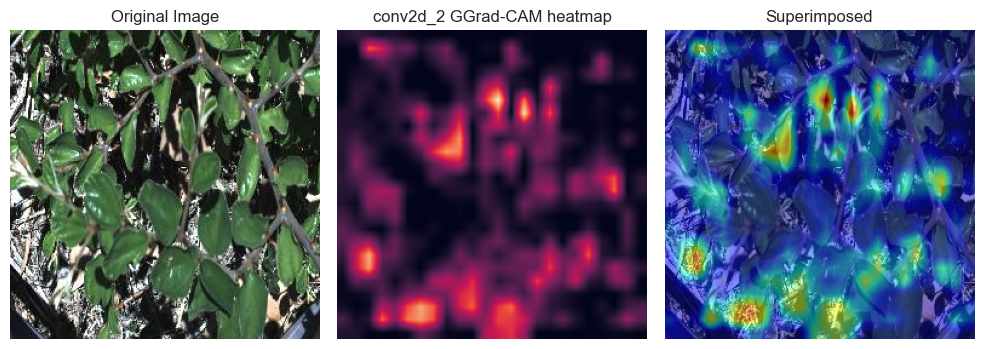 Original Image
conv2d_2 GGrad-CAM heatmap
Superimposed